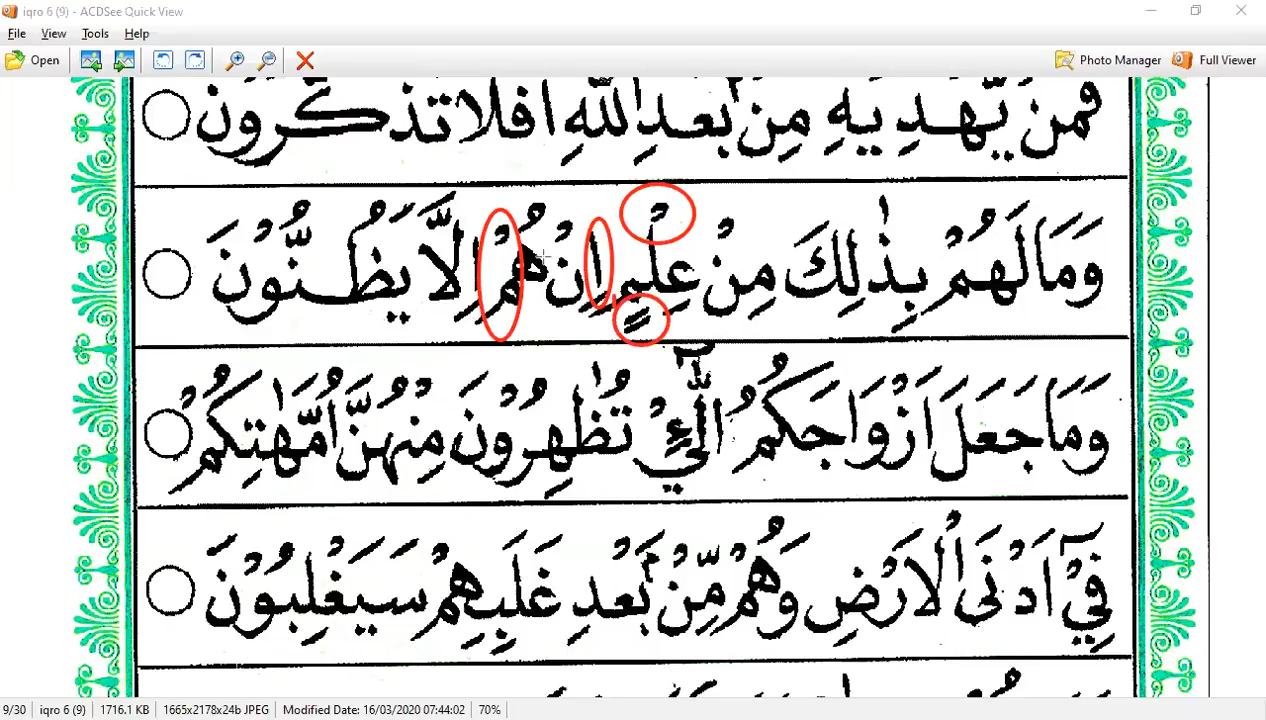 iqro 6 (9) - ACDSee Quick View
File View Tools Help
Open Photo Manager Full Viewer
فَمَنْ يَّهْدِيْهِ مِنْۢ بَعْدِ اللّٰهِ اَفَلَا تَذَكَّرُوْنَ
وَمَا لَهُمْ بِذٰلِكَ مِنْ عِلْمٍ اِنْ هُمْ اِلَّا يَظُنُّوْنَ
وَمَا جَعَلَ اَزْوَاجَكُمُ الّٰۤـِٔيْ تُظٰهِرُوْنَ مِنْهُنَّ اُمَّهٰتِكُمْ
فِيْٓ اَدْنَى الْاَرْضِ وَهُمْ مِّنْۢ بَعْدِ غَلَبِهِمْ سَيَغْلِبُوْنَ
9/30 iqro 6 (9) 1716.1 KB 1665x2178x24b JPEG Modified Date: 16/03/2020 07:44:02 70%